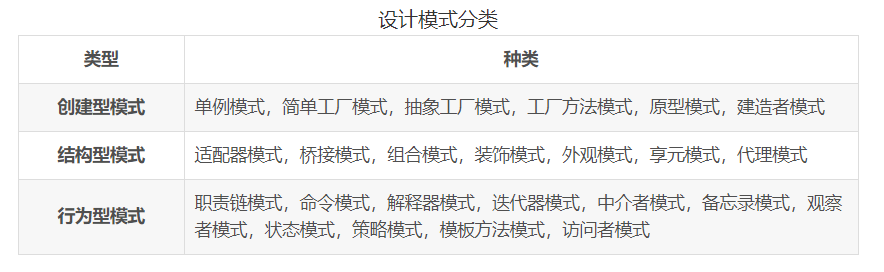 设计模式分类
类型
种类
创建型模式
单例模式，简单工厂模式，抽象工厂模式，工厂方法模式，原型模式，建造者模式
结构型模式
适配器模式，桥接模式，组合模式，装饰模式，外观模式，享元模式，代理模式
行为型模式
职责链模式，命令模式，解释器模式，迭代器模式，中介者模式，备忘录模式，观察
者模式，状态模式，策略模式，模板方法模式，访问者模式